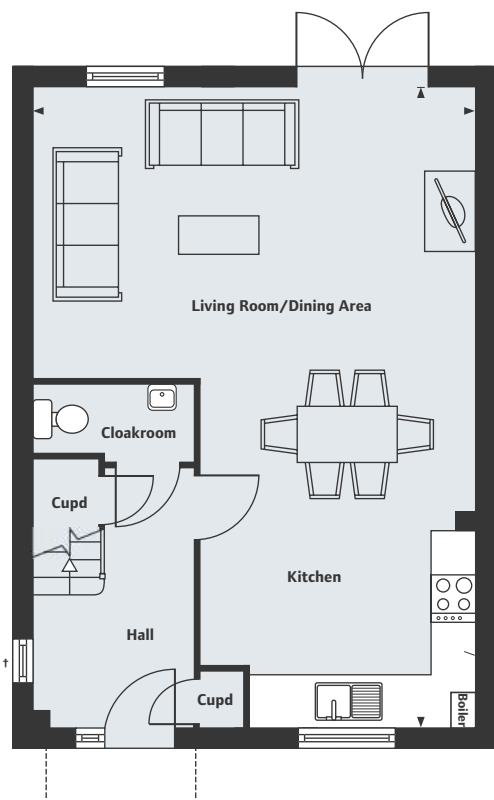 Living Room/Dining Area
Cloakroom
Cupd
Kitchen
Hall
†
Cupd
Boiler